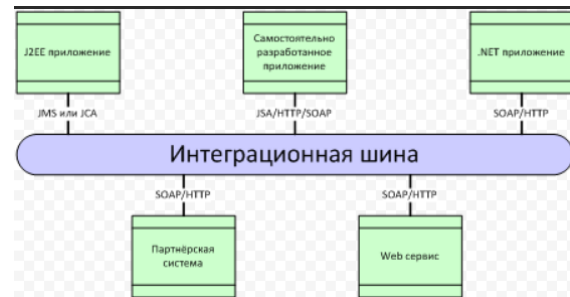 J2EE приложение
Самостоятельно
разработанное
приложение
.NET приложение
JMS или JCA
JSA/HTTP/SOAP
SOAP/HTTP
Интеграционная шина
SOAP/HTTP
SOAP/HTTP
Партнёрская
система
Web сервис